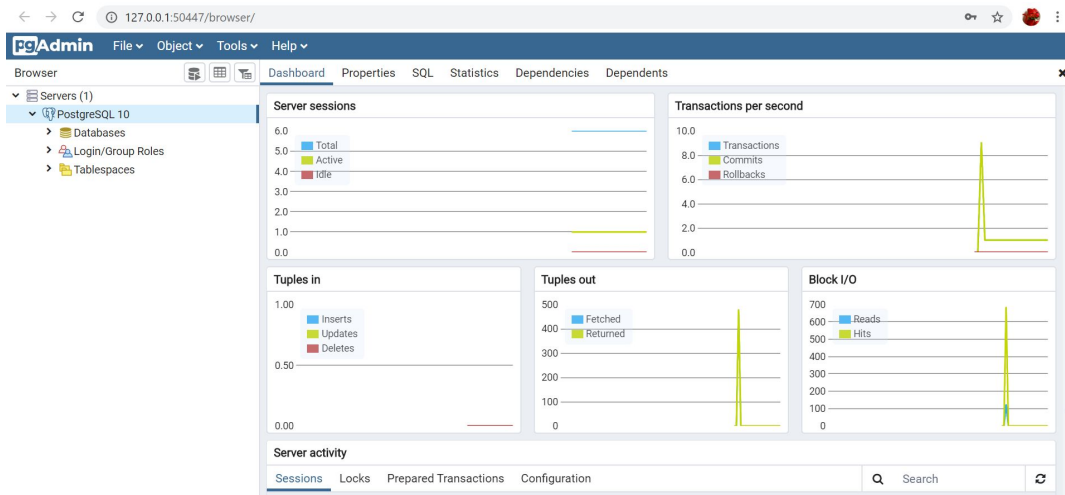 127.0.0.1:50447/browser/
pgAdmin File Object Tools Help
Browser
Dashboard Properties SQL Statistics Dependencies Dependents
Servers (1)
PostgreSQL 10
Databases
Login/Group Roles
Tablespaces
Server sessions
6.0
5.0
4.0
3.0
2.0
1.0
0.0
Total
Active
Idle
Transactions per second
10.0
8.0
6.0
4.0
2.0
0.0
Transactions
Commits
Rollbacks
Tuples in
1.00
0.50
0.00
Inserts
Updates
Deletes
Tuples out
500
400
300
200
100
0
Fetched
Returned
Block I/O
700
600
500
400
300
200
100
0
Reads
Hits
Server activity
Sessions Locks Prepared Transactions Configuration
Search